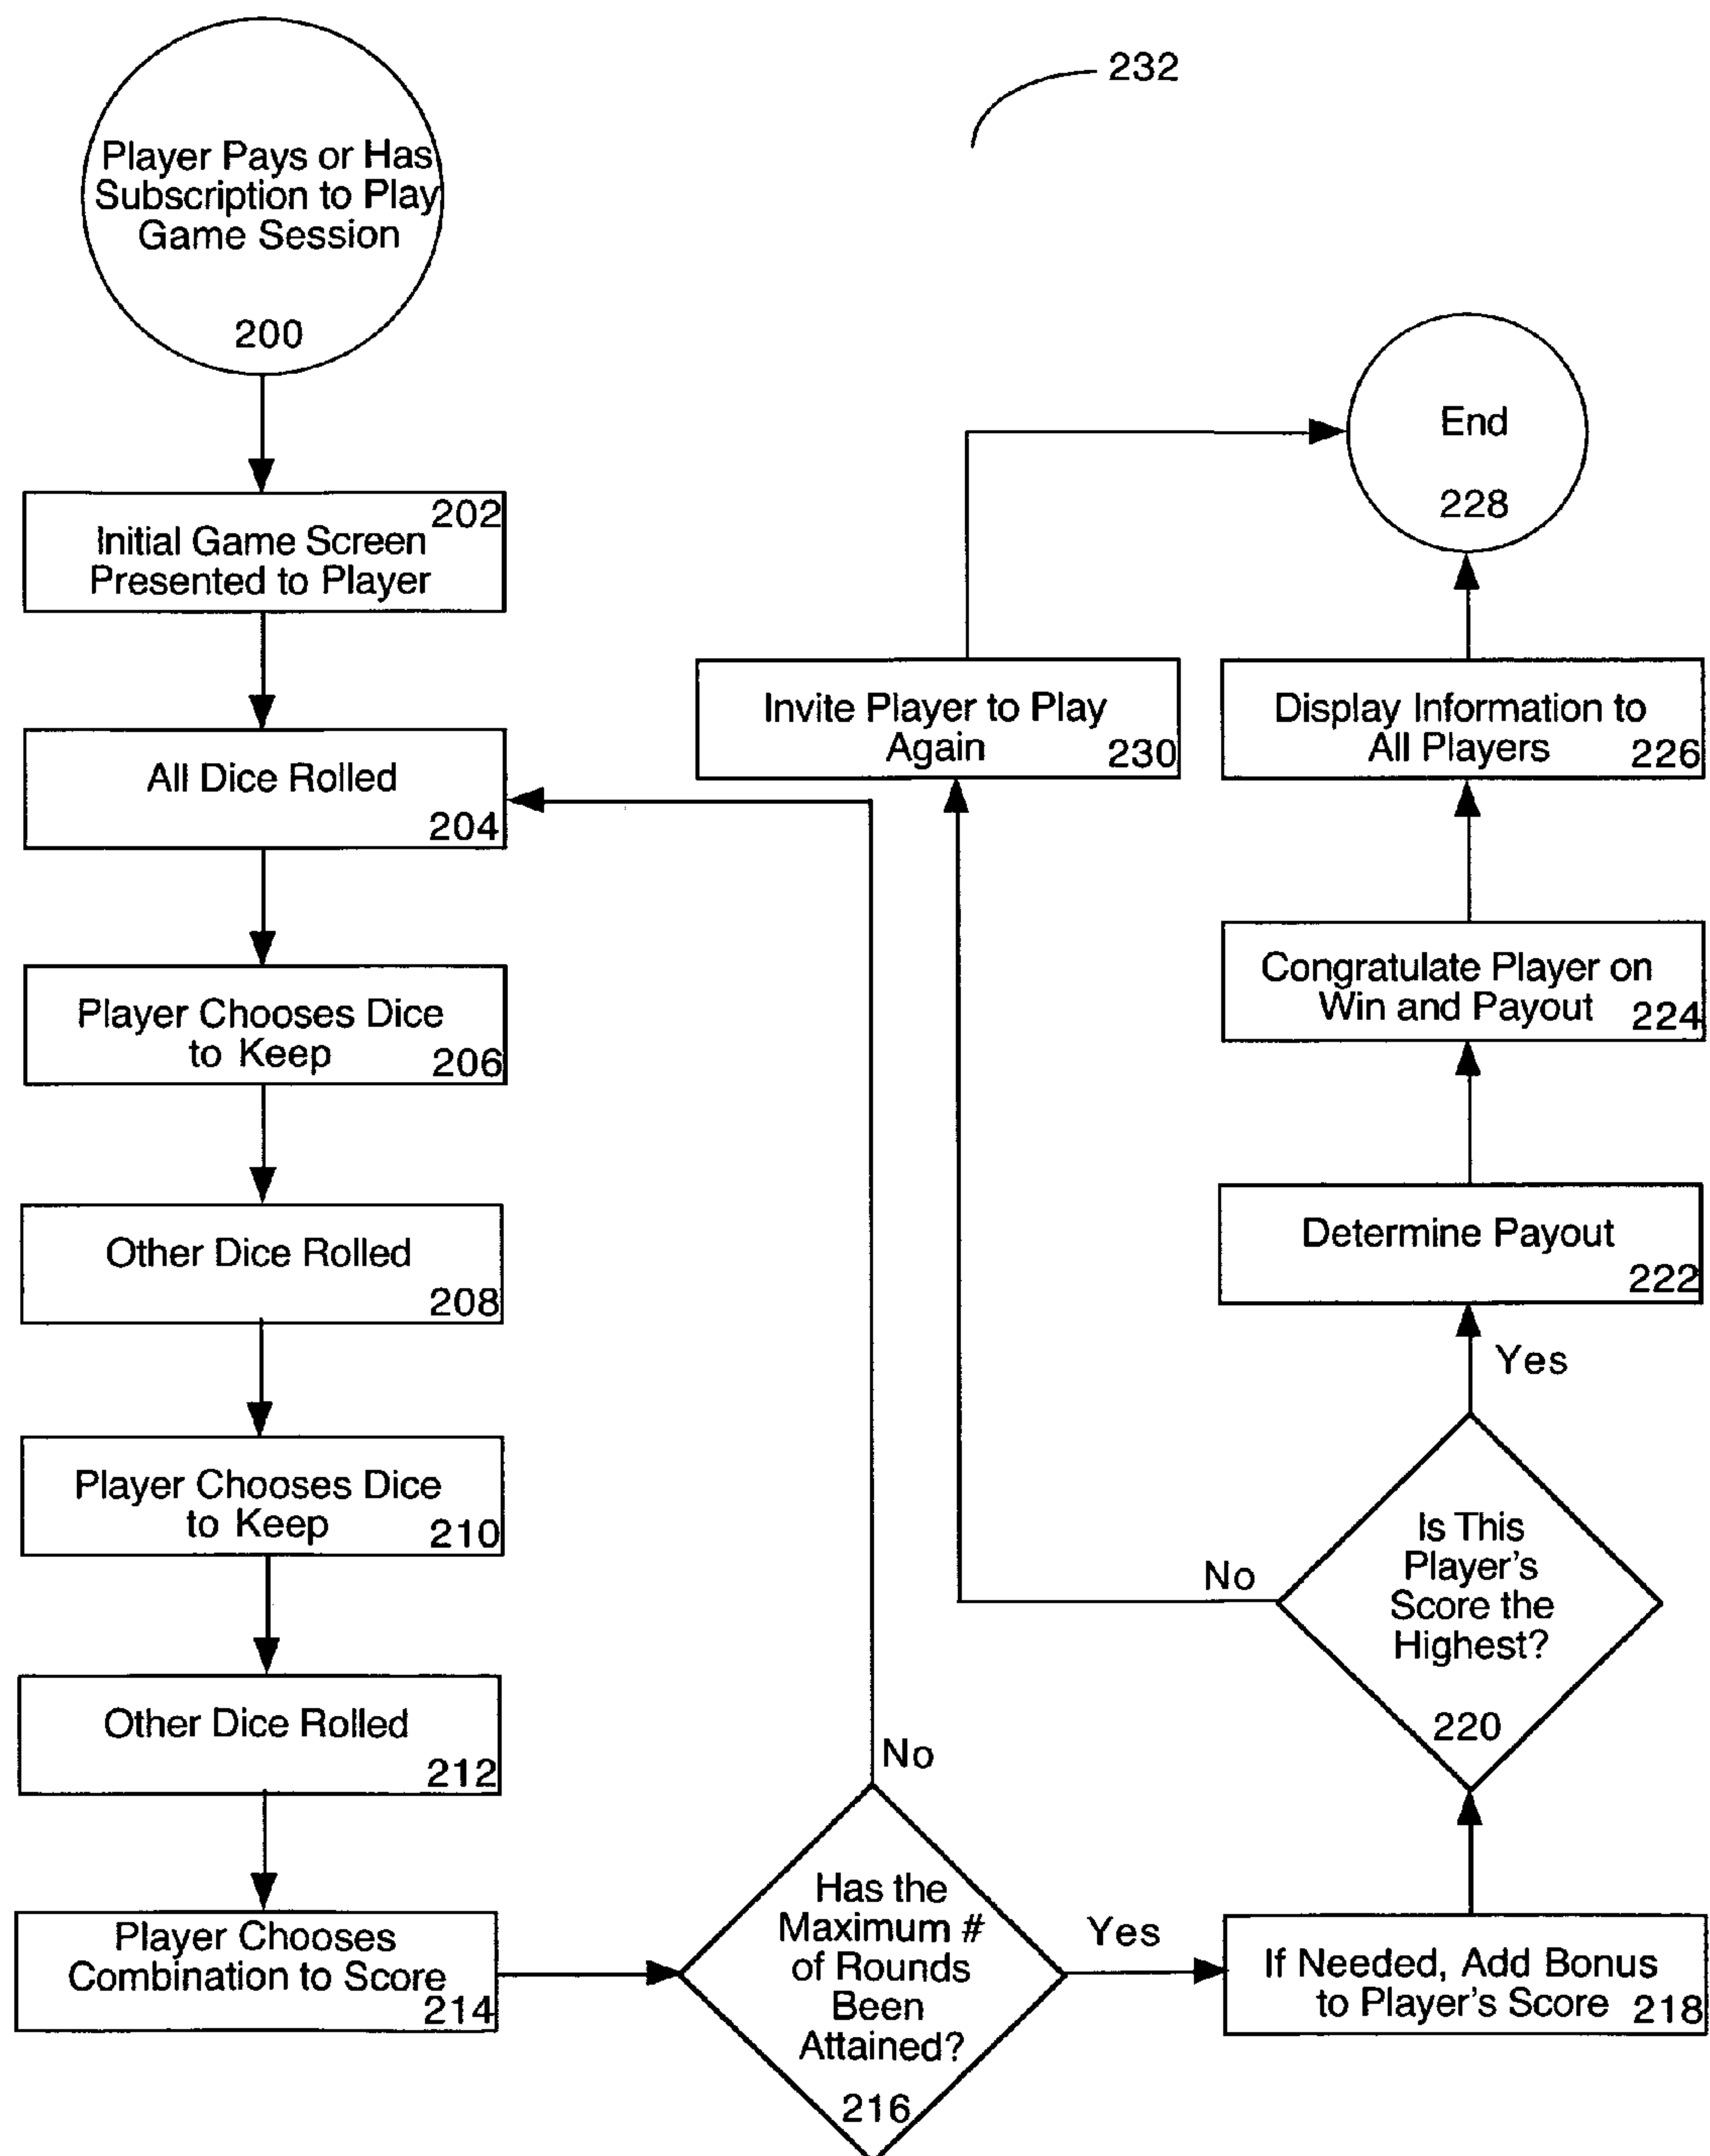 Player Pays or Has
Subscription to Play
Game Session
200
232
202
Initial Game Screen
Presented to Player
All Dice Rolled
204
Player Chooses Dice
to Keep
206
Other Dice Rolled
208
Player Chooses Dice
to Keep
210
Other Dice Rolled
212
Player Chooses
Combination to Score
214
Has the
Maximum #
of Rounds
Been
Attained?
216
No
Yes
If Needed, Add Bonus
to Player's Score 218
Is This
Player's
Score the
Highest?
220
No
Yes
Determine Payout
222
Congratulate Player on
Win and Payout 224
Display Information to
All Players 226
Invite Player to Play
Again 230
End
228